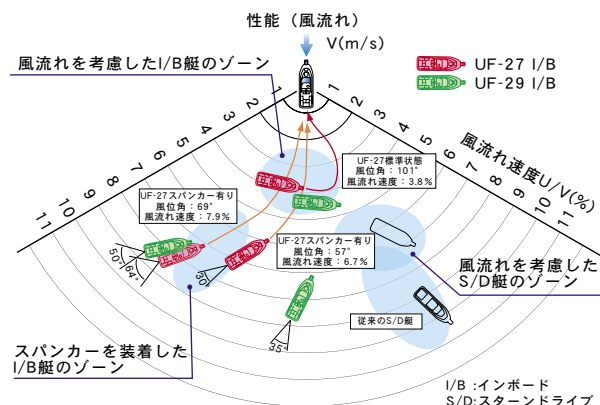 性能（風流れ）
V(m/s)
風流れを考慮したI/B艇のゾーン
UF-27 I/B
UF-29 I/B
1
2
3
4
5
6
7
8
9
10
11
1
2
3
4
5
6
7
8
9
10
11
風流れ速度U/V(%)
UF-27標準状態
風位角：101°
風流れ速度：3.8%
UF-27スパンカー有り
風位角：69°
風流れ速度：7.9%
UF-27スパンカー有り
風位角：57°
風流れ速度：6.7%
50°
64°
30°
35°
風流れを考慮した
S/D艇のゾーン
従来のS/D艇
スパンカーを装着した
I/B艇のゾーン
I/B :インボード
S/D:スターンドライブ